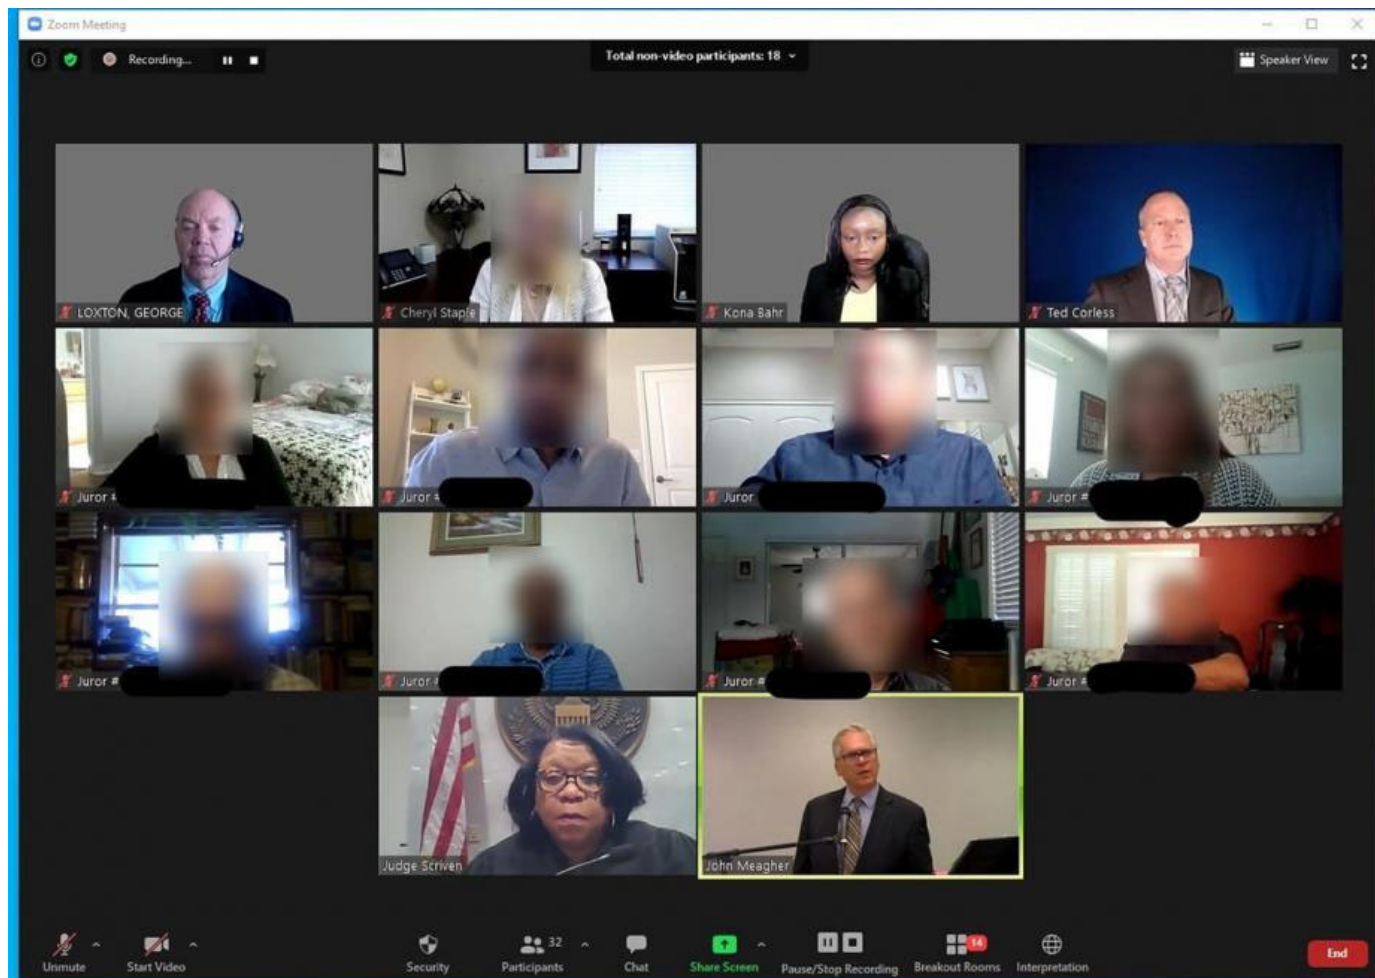 Zoom Meeting
Recording...
Total non-video participants: 18
Speaker View
LOXTON, GEORGE
Cheryl Staple
Kona Bahr
Ted Corless
Juror #
Juror #
Juror
Juror #
Juror #
Juror
Juror #
Juror #
Judge Scriven
John Meagher
Unmute
Start Video
Security
Participants
32
Chat
Share Screen
Pause/Stop Recording
Breakout Rooms
14
Interpretation
End